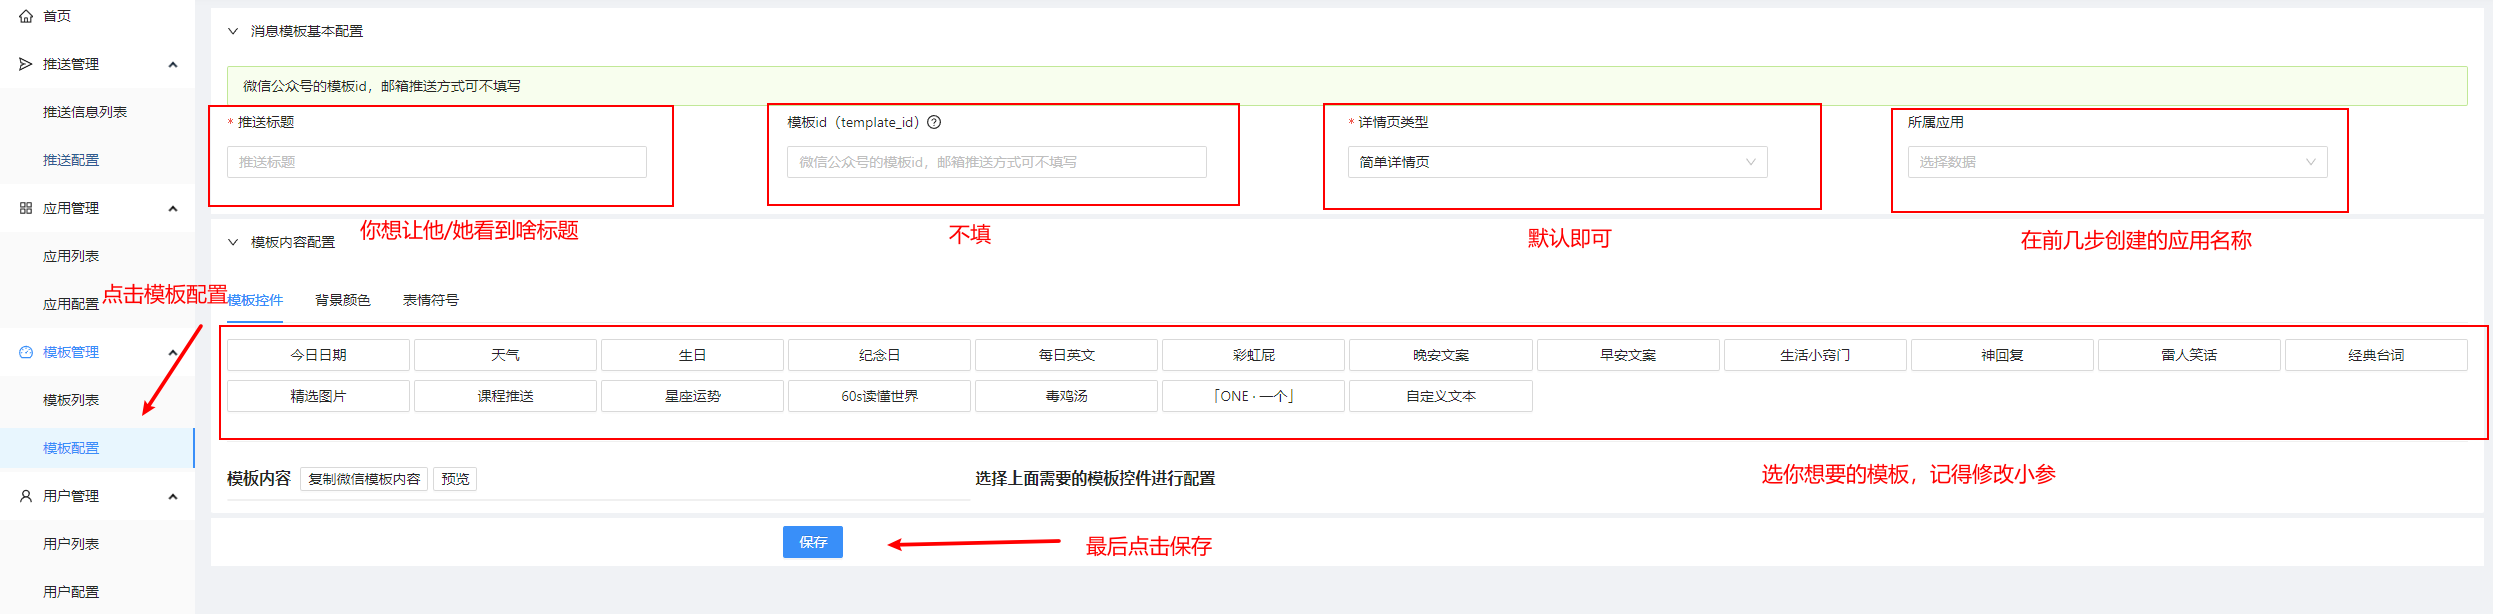 首页
推送管理
推送信息列表
推送配置
应用管理
应用列表
应用配置
模板管理
模板列表
模板配置
用户管理
用户列表
用户配置
点击模板配置
消息模板基本配置
微信公众号的模板id，邮箱推送方式可不填写
* 推送标题
推送标题
你想让他/她看到啥标题
模板id（template_id）
微信公众号的模板id，邮箱推送方式可不填写
不填
* 详情页类型
简单详情页
默认即可
所属应用
选择数据
在前几步创建的应用名称
模板内容配置
模板控件 背景颜色 表情符号
今日日期 天气 生日 纪念日 每日英文 彩虹屁 晚安文案 早安文案 生活小窍门 神回复 雷人笑话 经典台词
精选图片 课程推送 星座运势 60s读懂世界 毒鸡汤 「ONE · 一个」 自定义文本
模板内容 复制微信模板内容 预览
选择上面需要的模板控件进行配置
选你想要的模板，记得修改小参
保存
最后点击保存